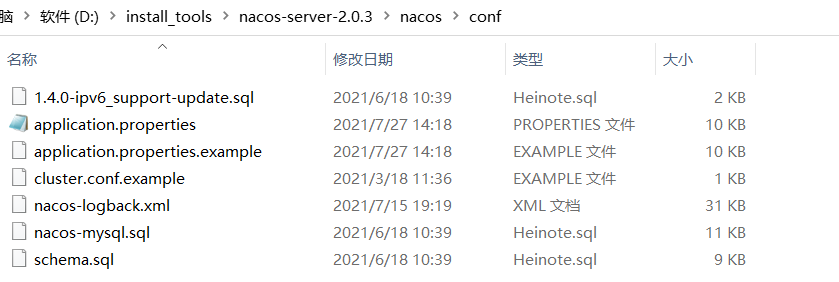 脑 > 软件 (D:) > install_tools > nacos-server-2.0.3 > nacos > conf
名称 修改日期 类型 大小
1.4.0-ipv6_support-update.sql 2021/6/18 10:39 Heinote.sql 2 KB
application.properties 2021/7/27 14:18 PROPERTIES 文件 10 KB
application.properties.example 2021/7/27 14:18 EXAMPLE 文件 10 KB
cluster.conf.example 2021/3/18 11:36 EXAMPLE 文件 1 KB
nacos-logback.xml 2021/7/15 19:19 XML 文档 31 KB
nacos-mysql.sql 2021/6/18 10:39 Heinote.sql 11 KB
schema.sql 2021/6/18 10:39 Heinote.sql 9 KB